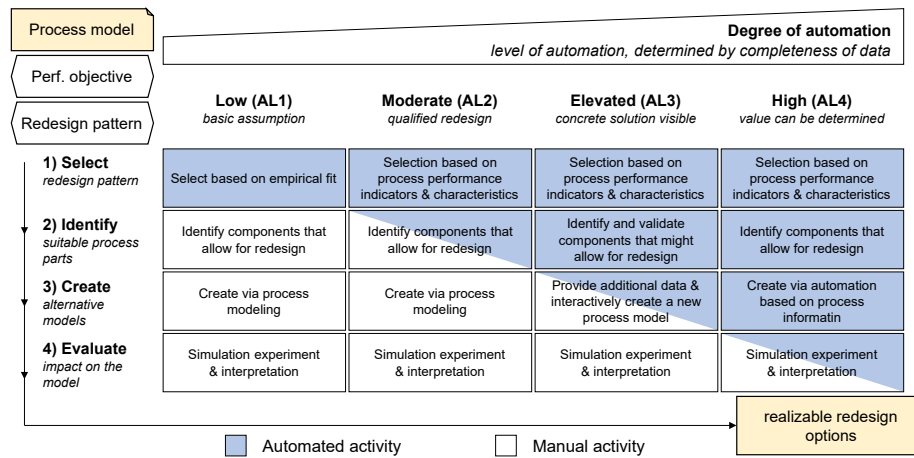 Process model
Perf. objective
Redesign pattern
Degree of automation
level of automation, determined by completeness of data
Low (AL1)
basic assumption
Moderate (AL2)
qualified redesign
Elevated (AL3)
concrete solution visible
High (AL4)
value can be determined
1) Select
redesign pattern
Select based on empirical fit
Selection based on
process performance
indicators & characteristics
Selection based on
process performance
indicators & characteristics
Selection based on
process performance
indicators & characteristics
2) Identify
suitable process
parts
Identify components that
allow for redesign
Identify components that
allow for redesign
Identify and validate
components that might
allow for redesign
Identify components that
allow for redesign
3) Create
alternative
models
Create via process
modeling
Create via process
modeling
Provide additional data &
interactively create a new
process model
Create via automation
based on process
informatin
4) Evaluate
impact on the
model
Simulation experiment
& interpretation
Simulation experiment
& interpretation
Simulation experiment
& interpretation
Simulation experiment
& interpretation
realizable redesign
options
Automated activity
Manual activity